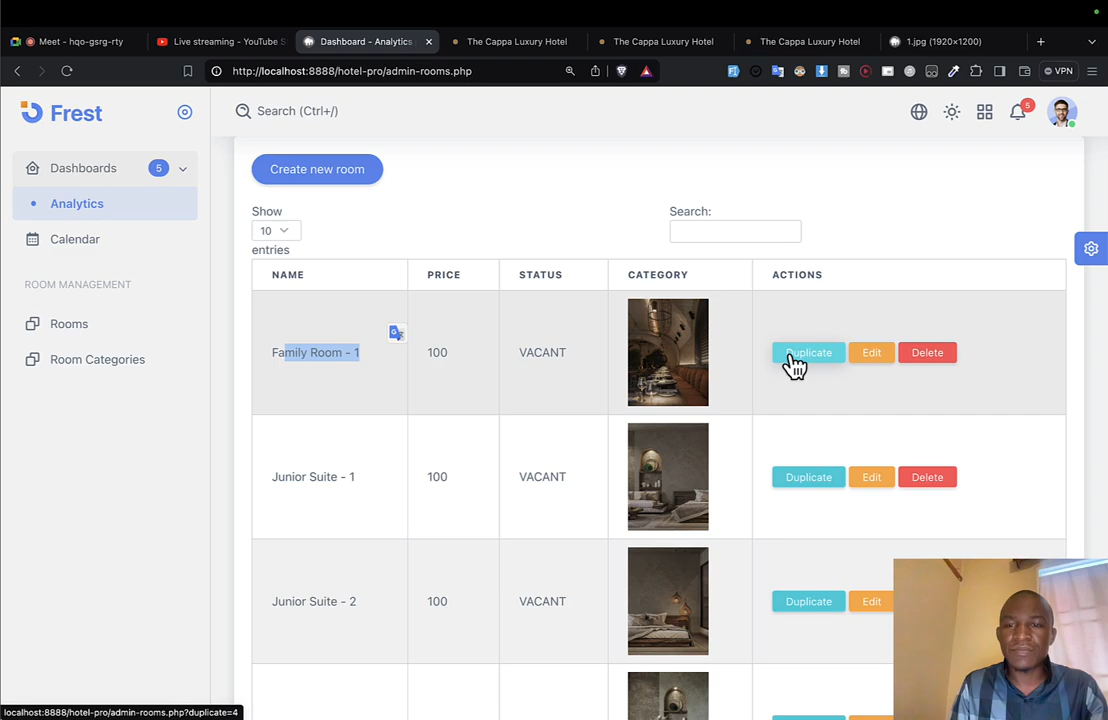 Meet - hqo-gsrg-rty
Live streaming - YouTube S
Dashboard - Analytics
The Cappa Luxury Hotel
The Cappa Luxury Hotel
The Cappa Luxury Hotel
1.jpg (1920×1200)
http://localhost:8888/hotel-pro/admin-rooms.php
VPN
Frest
Search (Ctrl+/)
5
Dashboards
5
Analytics
Calendar
ROOM MANAGEMENT
Rooms
Room Categories
Create new room
Show
10
entries
Search:
NAME PRICE STATUS CATEGORY ACTIONS
Family Room - 1 100 VACANT Duplicate Edit Delete
Junior Suite - 1 100 VACANT Duplicate Edit Delete
Junior Suite - 2 100 VACANT Duplicate Edit
localhost:8888/hotel-pro/admin-rooms.php?duplicate=4